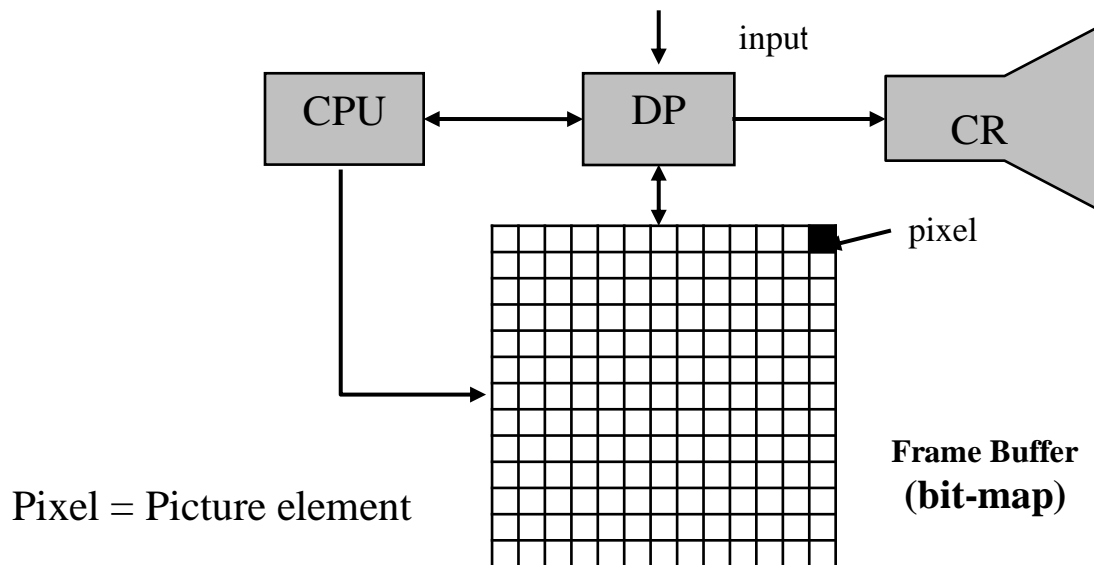 input
CPU
DP
CR
pixel
Frame Buffer
(bit-map)
Pixel = Picture element